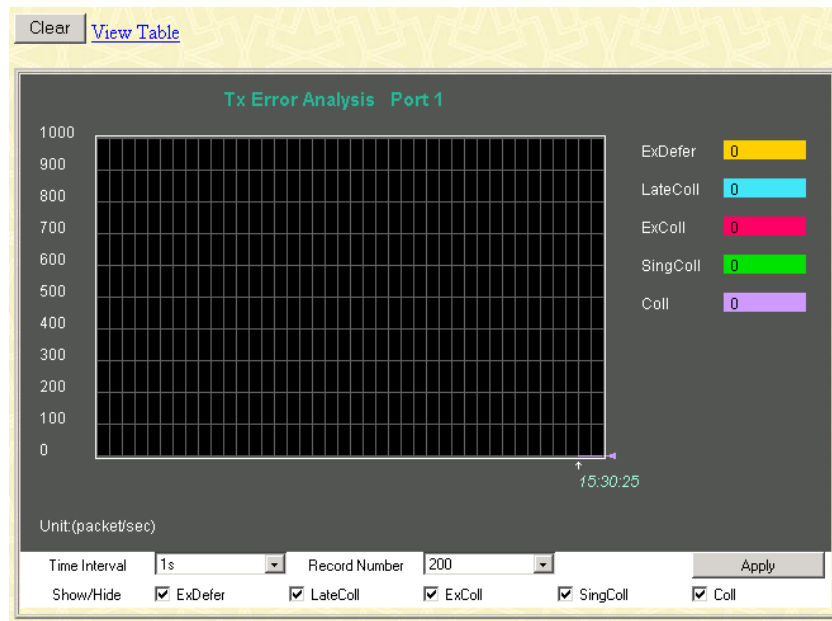 Clear View Table
Tx Error Analysis Port 1
1000
900
800
700
600
500
400
300
200
100
0
ExDefer 0
LateColl 0
ExColl 0
SingColl 0
Coll 0
15:30:25
Unit:(packet/sec)
Time Interval 1s Record Number 200 Apply
Show/Hide ExDefer LateColl ExColl SingColl Coll